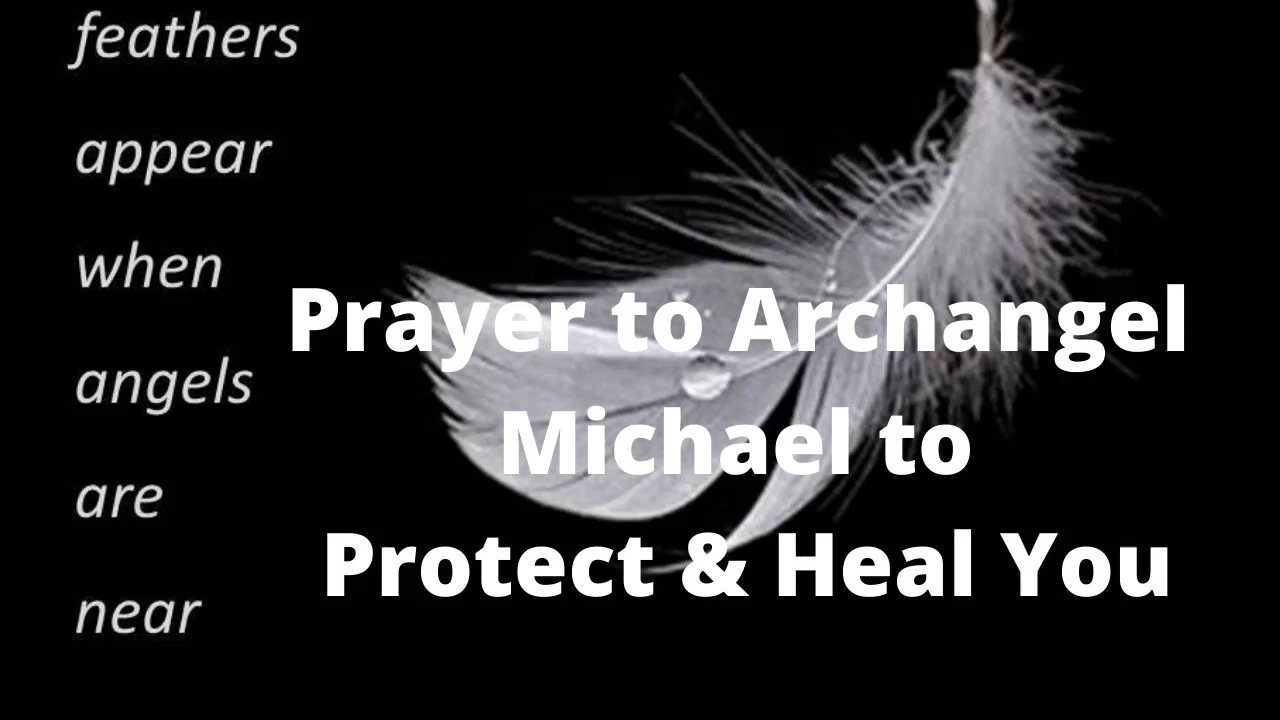 feathers
appear
when
angels
are
near
Prayer to Archangel
Michael to
Protect & Heal You